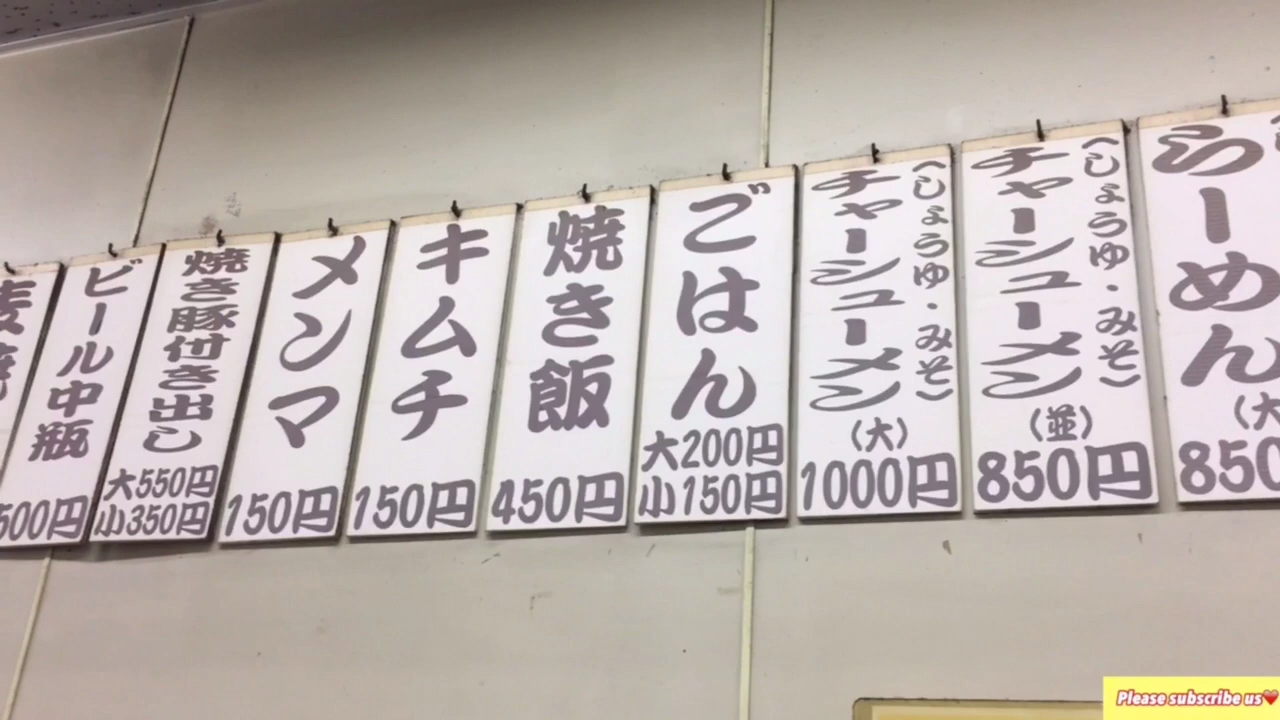 らーめん
(大
850
チャーシューメン
(しょうゆ・みそ)
(並)
850円
チャーシューメン
(しょうゆ・みそ)
(大)
1000円
ごはん
大200円
小150円
焼き飯
450円
キムチ
150円
メンマ
150円
焼き豚付き出し
大550円
小350円
ビール中瓶
500円
Please subscribe us❤